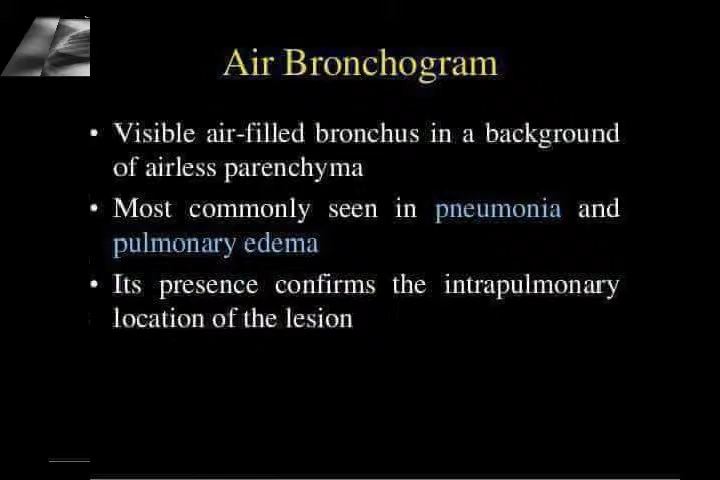 Air Bronchogram
• Visible air-filled bronchus in a background
of airless parenchyma
• Most commonly seen in pneumonia and
pulmonary edema
• Its presence confirms the intrapulmonary
location of the lesion